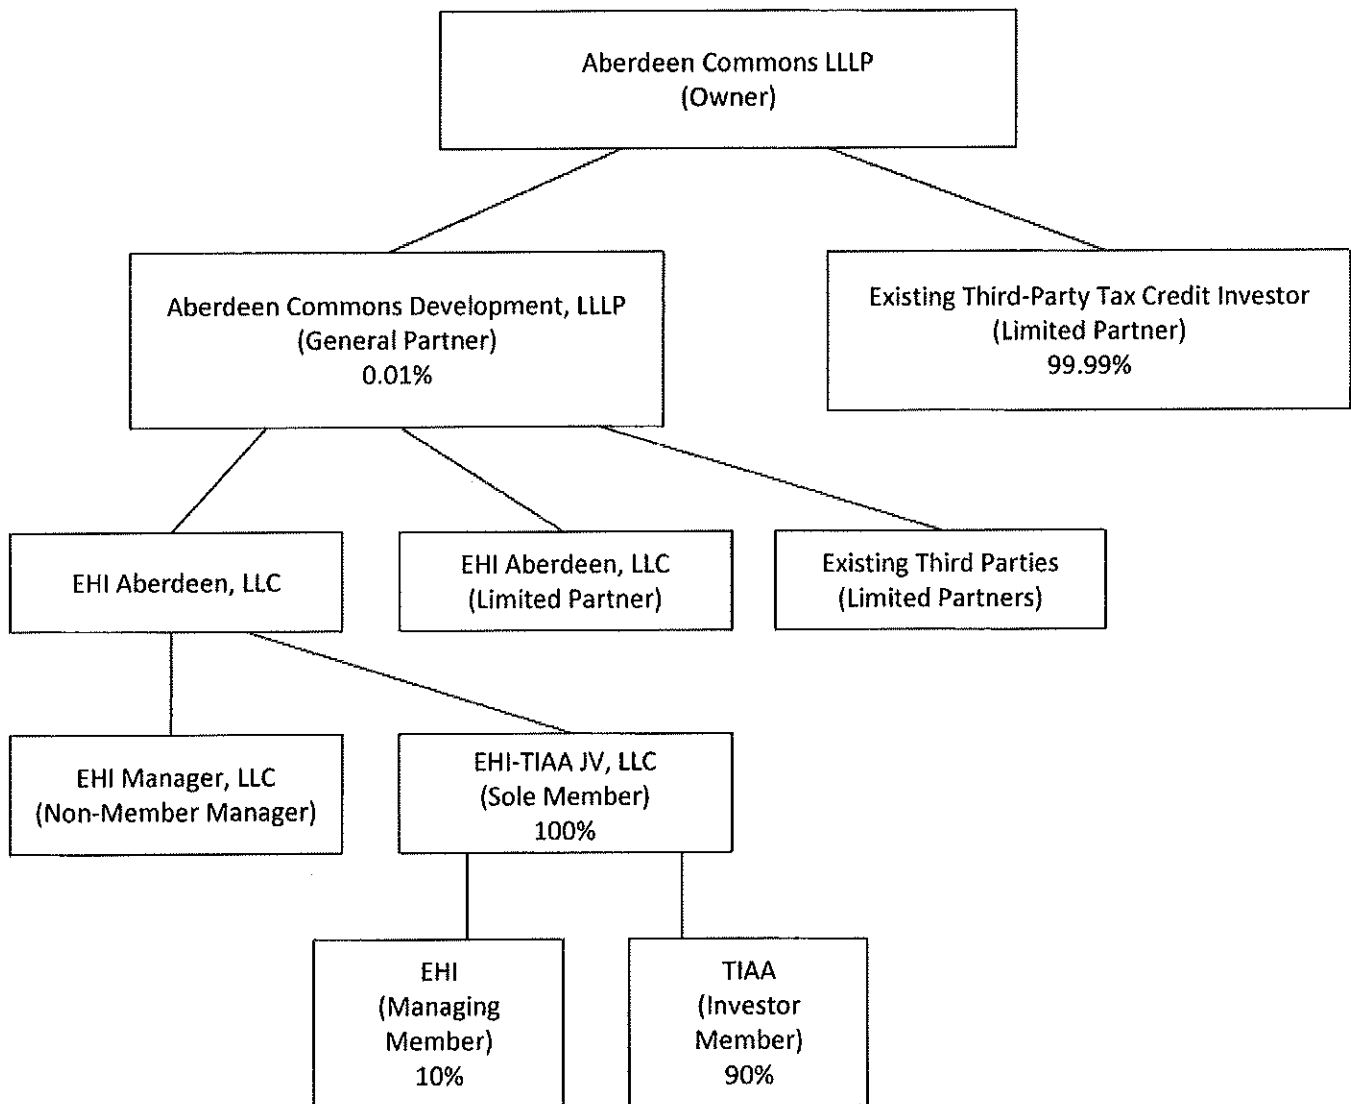 Aberdeen Commons LLLP
(Owner)
Aberdeen Commons Development, LLLP
(General Partner)
0.01%
Existing Third-Party Tax Credit Investor
(Limited Partner)
99.99%
EHI Aberdeen, LLC
EHI Aberdeen, LLC
(Limited Partner)
Existing Third Parties
(Limited Partners)
EHI Manager, LLC
(Non-Member Manager)
EHI-TIAA JV, LLC
(Sole Member)
100%
EHI
(Managing
Member)
10%
TIAA
(Investor
Member)
90%